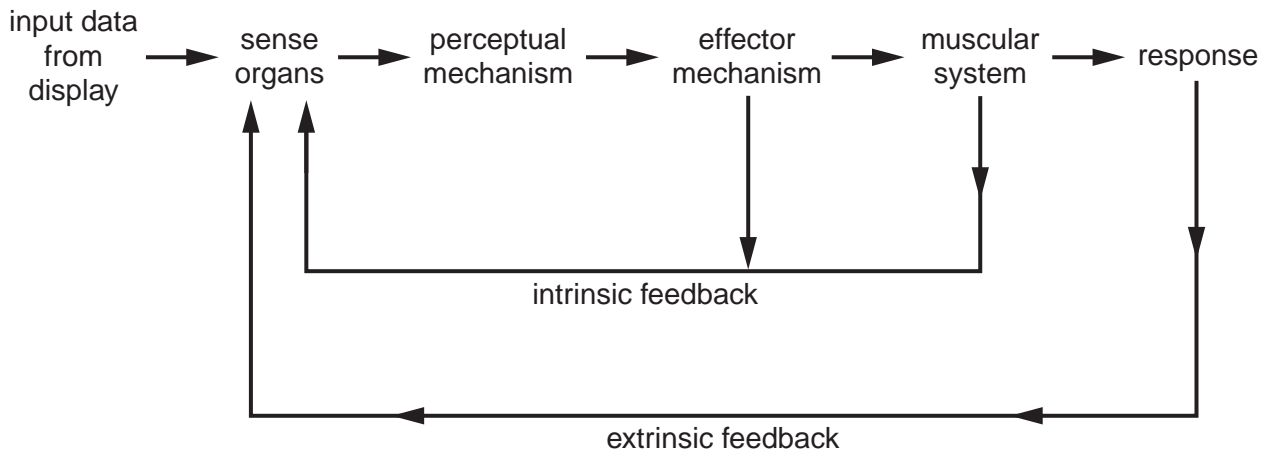 input data
from
display
sense
organs
perceptual
mechanism
effector
mechanism
muscular
system
response
intrinsic feedback
extrinsic feedback